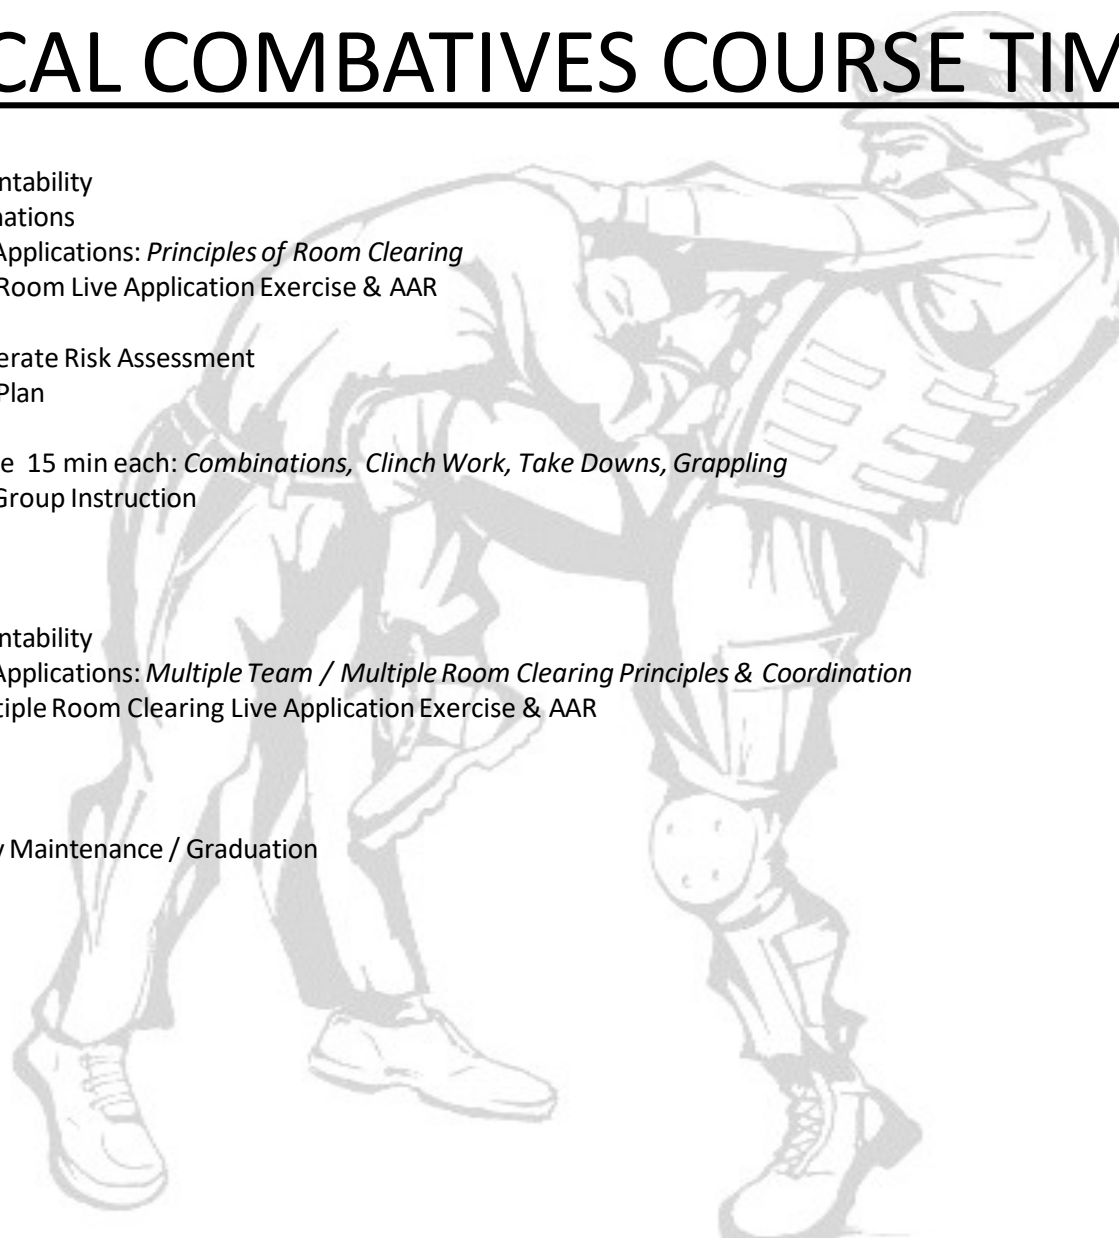 CAL COMBATIVES COURSE TIM
ntability
nations
Applications: Principles of Room Clearing
Room Live Application Exercise & AAR
erate Risk Assessment
Plan
e 15 min each: Combinations, Clinch Work, Take Downs, Grappling
Group Instruction
ntability
Applications: Multiple Team / Multiple Room Clearing Principles & Coordination
tiple Room Clearing Live Application Exercise & AAR
y Maintenance / Graduation